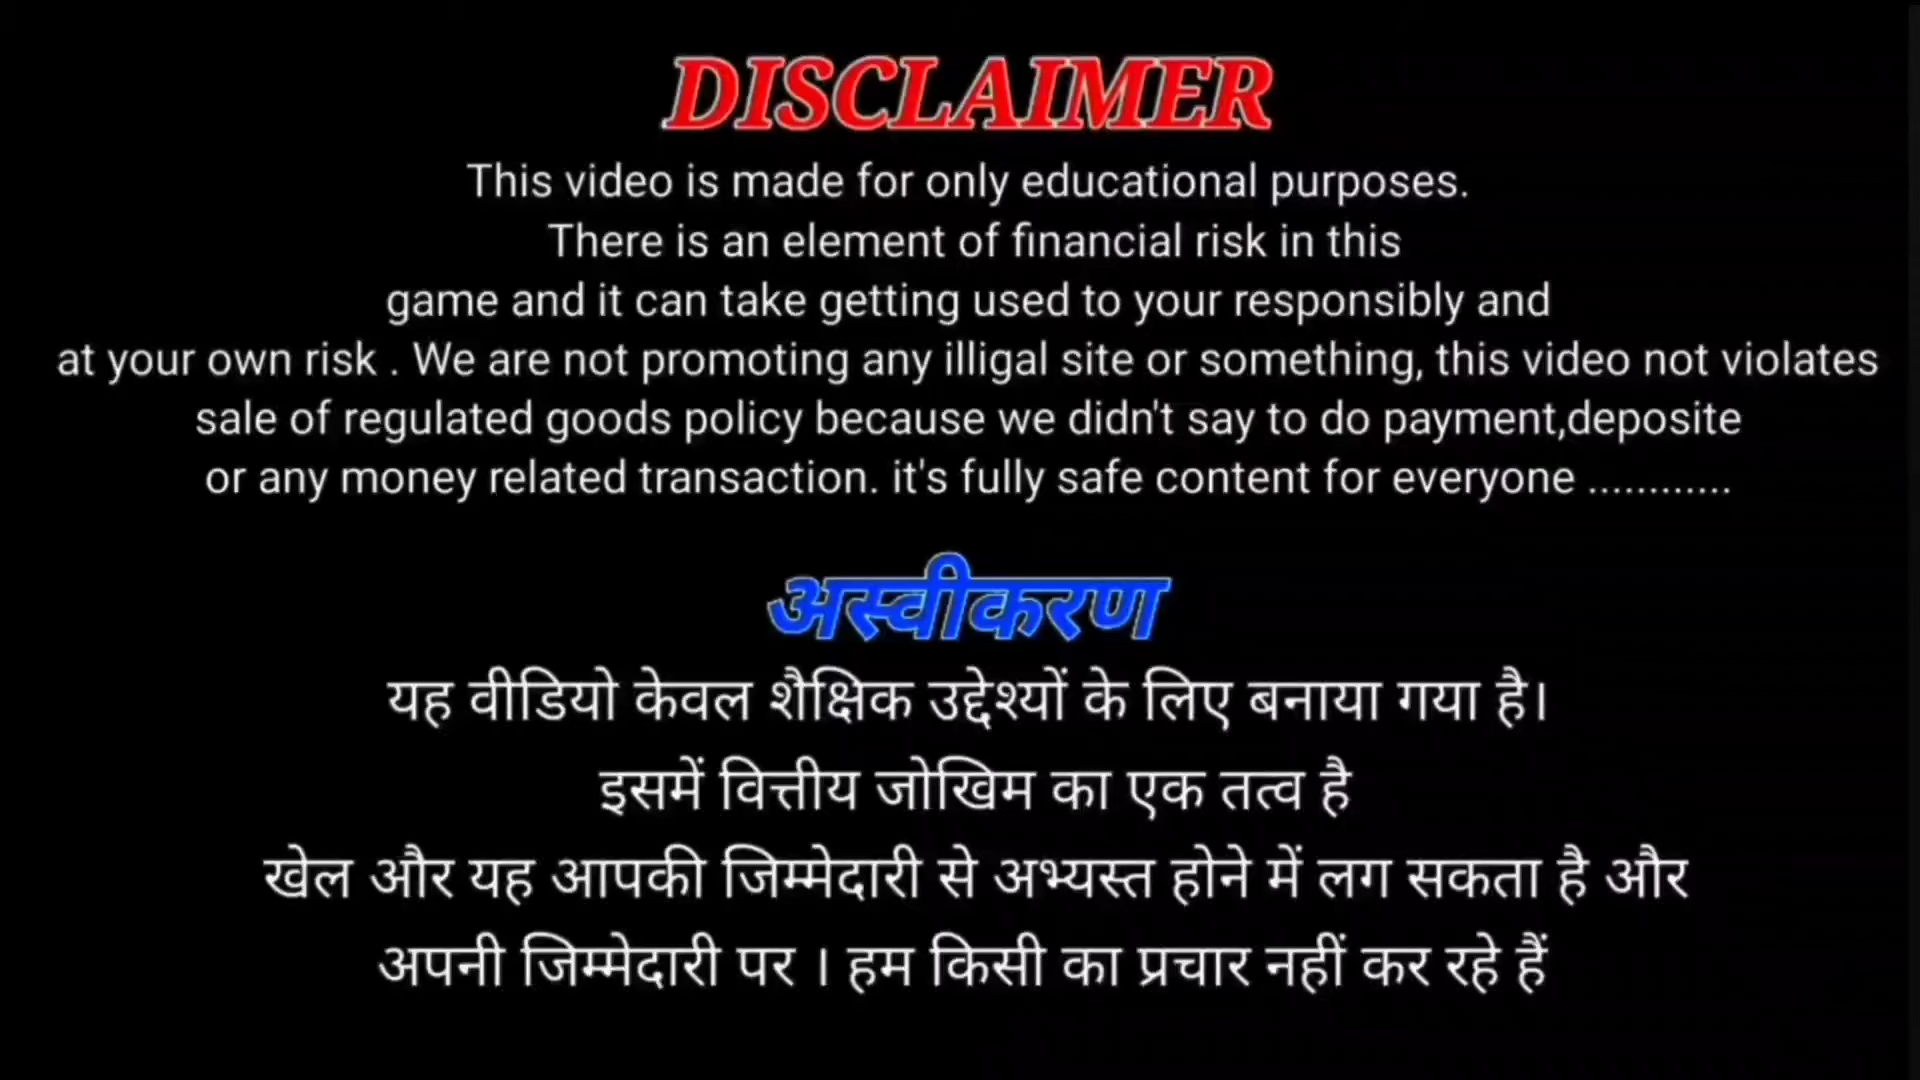 DISCLAIMER
This video is made for only educational purposes.
There is an element of financial risk in this
game and it can take getting used to your responsibly and
at your own risk . We are not promoting any illigal site or something, this video not violates
sale of regulated goods policy because we didn't say to do payment,deposite
or any money related transaction. it's fully safe content for everyone ............
अस्वीकरण
यह वीडियो केवल शैक्षिक उद्देश्यों के लिए बनाया गया है।
इसमें वित्तीय जोखिम का एक तत्व है
खेल और यह आपकी जिम्मेदारी से अभ्यस्त होने में लग सकता है और
अपनी जिम्मेदारी पर । हम किसी का प्रचार नहीं कर रहे हैं